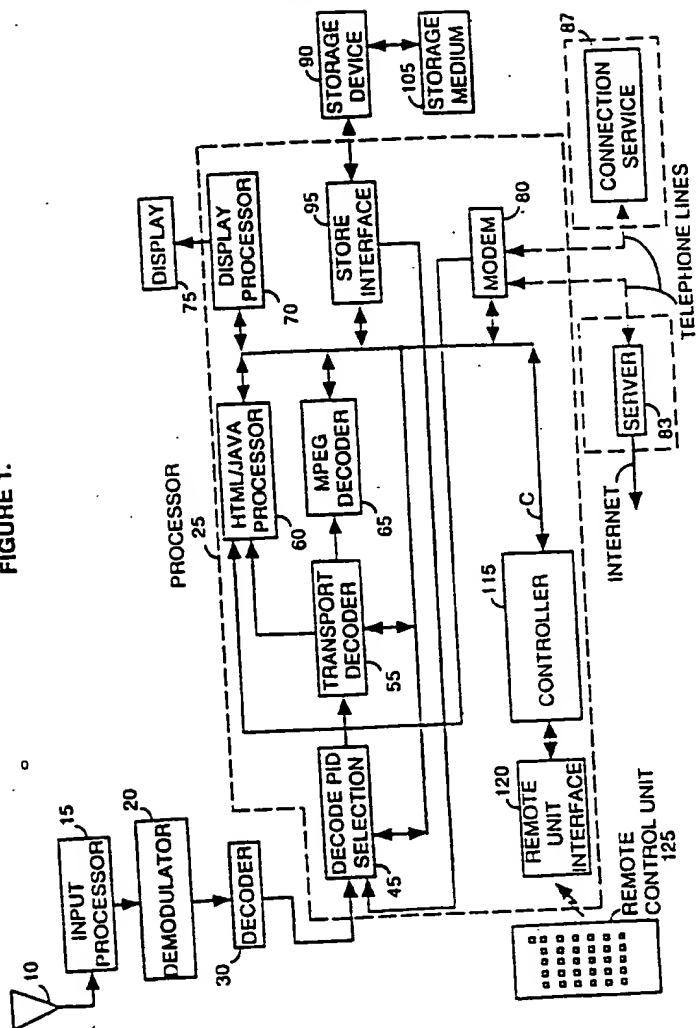 FIGURE 1.
10
15
INPUT
PROCESSOR
20
DEMODULATOR
DECODER
30
PROCESSOR
25
DECODE PID
SELECTION
45
TRANSPORT
DECODER
55
HTML/JAVA
PROCESSOR
60
MPEG
DECODER
65
DISPLAY
75
DISPLAY
PROCESSOR
70
STORE
INTERFACE
95
90
STORAGE
DEVICE
105
STORAGE
MEDIUM
MODEM
80
C
115
CONTROLLER
120
REMOTE
UNIT
INTERFACE
REMOTE
CONTROL UNIT
125
INTERNET
SERVER
83
TELEPHONE LINES
87
CONNECTION
SERVICE